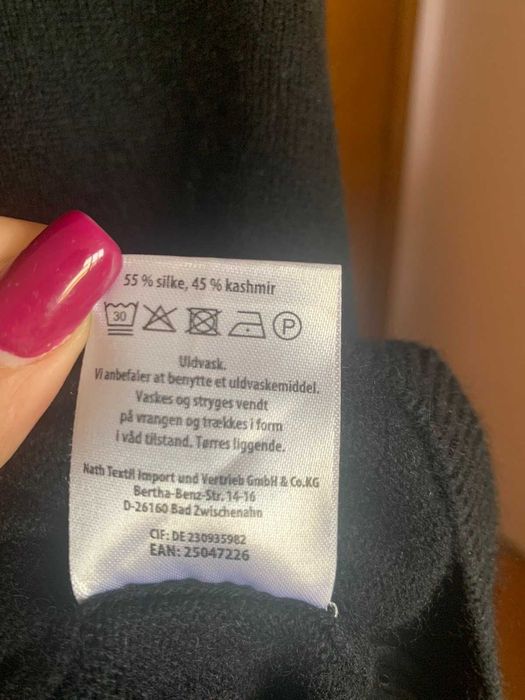 55 % silke, 45 % kashmir
30 P
Uldvask.
Vi anbefaler at benytte et uldvaskemiddel.
Vaskes og stryges vendt
på vrangen og trækkes i form
i våd tilstand. Tørres liggende.
Nath Textil Import und Vertrieb GmbH & Co.KG
Bertha-Benz-Str. 14-16
D-26160 Bad Zwischenahn
CIF: DE 230935982
EAN: 25047226